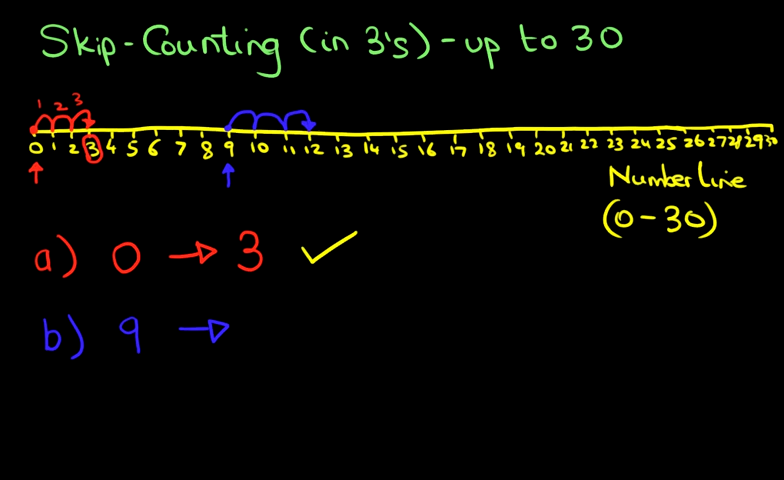 Skip-Counting (in 3's) - up to 30
1 2 3
0 1 2 3 4 5 6 7 8 9 10 11 12 13 14 15 16 17 18 19 20 21 22 23 24 25 26 27 28 29 30
Number Line
(0-30)
a) 0 → 3 ✓
b) 9 →